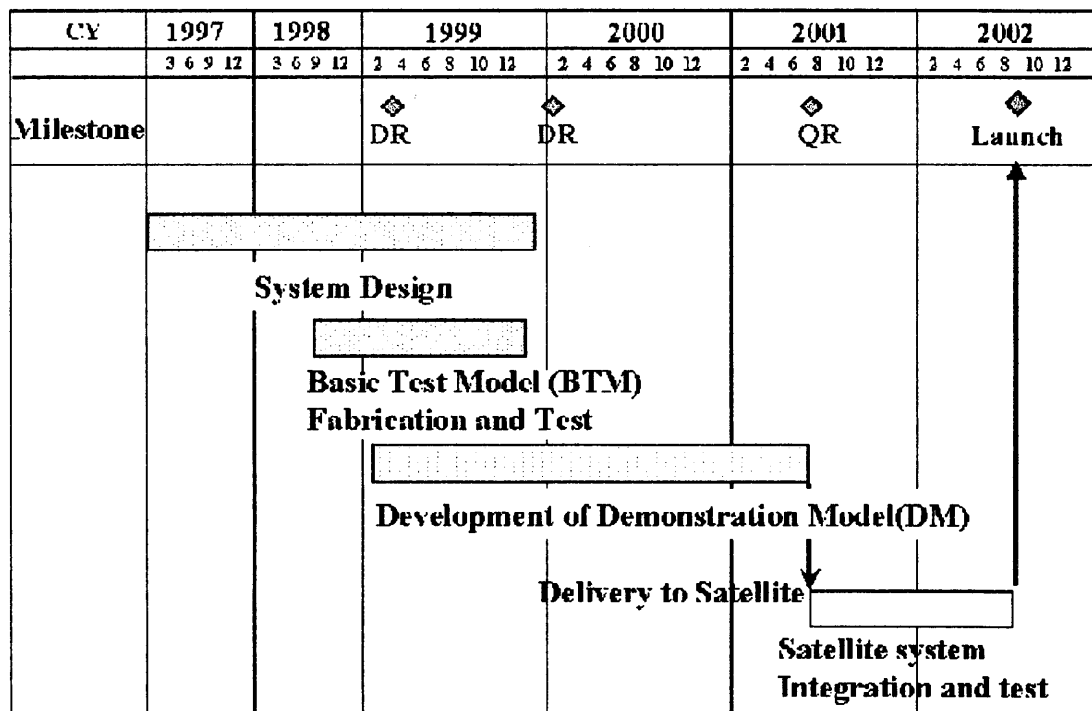 CY 1997 1998 1999 2000 2001 2002
3 6 9 12 3 6 9 12 2 4 6 8 10 12 2 4 6 8 10 12 2 4 6 8 10 12 2 4 6 8 10 12
Milestone DR DR QR Launch
System Design
Basic Test Model (BTM)
Fabrication and Test
Development of Demonstration Model(DM)
Delivery to Satellite
Satellite system
Integration and test